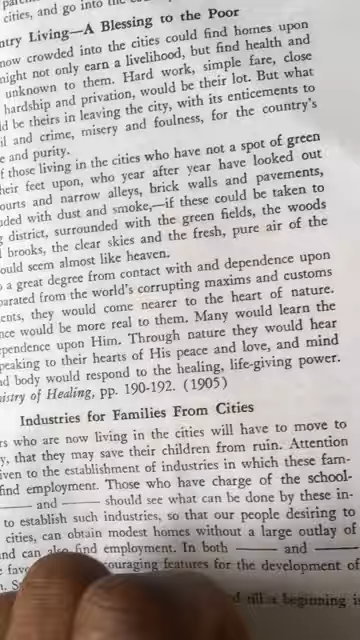 cities, and go into the
ntry Living—A Blessing to the Poor
now crowded into the cities could find homes upon
night not only earn a livelihood, but find health and
unknown to them. Hard work, simple fare, close
hardship and privation, would be their lot. But what
ld be theirs in leaving the city, with its enticements to
il and crime, misery and foulness, for the country's
e and purity.
f those living in the cities who have not a spot of green
heir feet upon, who year after year have looked out
ourts and narrow alleys, brick walls and pavements,
uded with dust and smoke,—if these could be taken to
g district, surrounded with the green fields, the woods
l brooks, the clear skies and the fresh, pure air of the
ould seem almost like heaven.
o a great degree from contact with and dependence upon
parated from the world's corrupting maxims and customs
ents, they would come nearer to the heart of nature.
nce would be more real to them. Many would learn the
pendence upon Him. Through nature they would hear
peaking to their hearts of His peace and love, and mind
nd body would respond to the healing, life-giving power.
nistry of Healing, pp. 190-192. (1905)
Industries for Families From Cities
rs who are now living in the cities will have to move to
y, that they may save their children from ruin. Attention
iven to the establishment of industries in which these fam-
find employment. Those who have charge of the school-
——— and ——— should see what can be done by these in-
to establish such industries, so that our people desiring to
cities, can obtain modest homes without a large outlay of
nd can also find employment. In both ——— and ———
e favo couraging features for the development of
till a beginning is